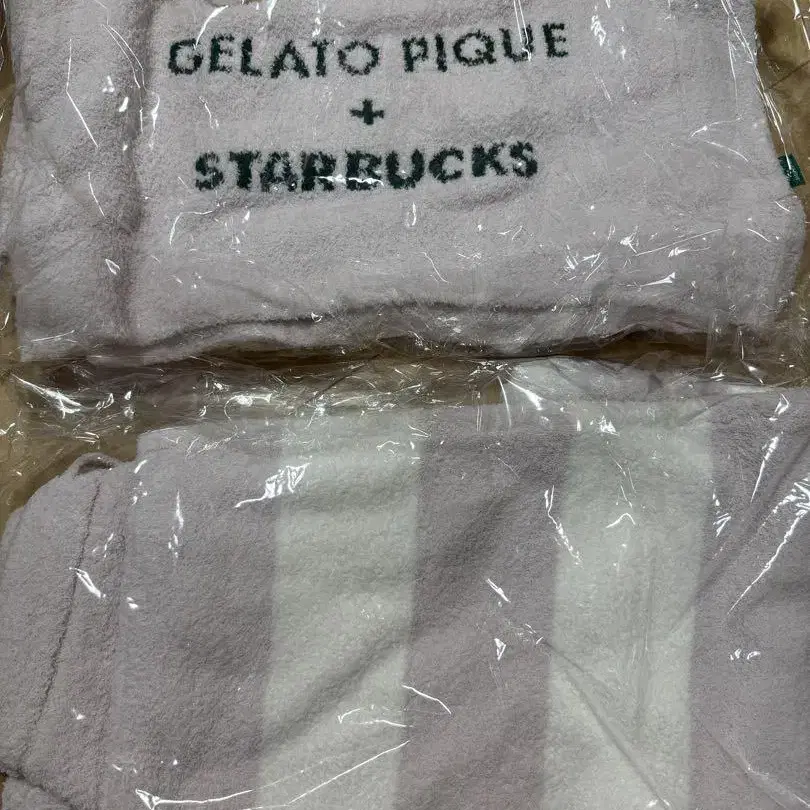 GELATO PIQUE
+
STARBUCKS